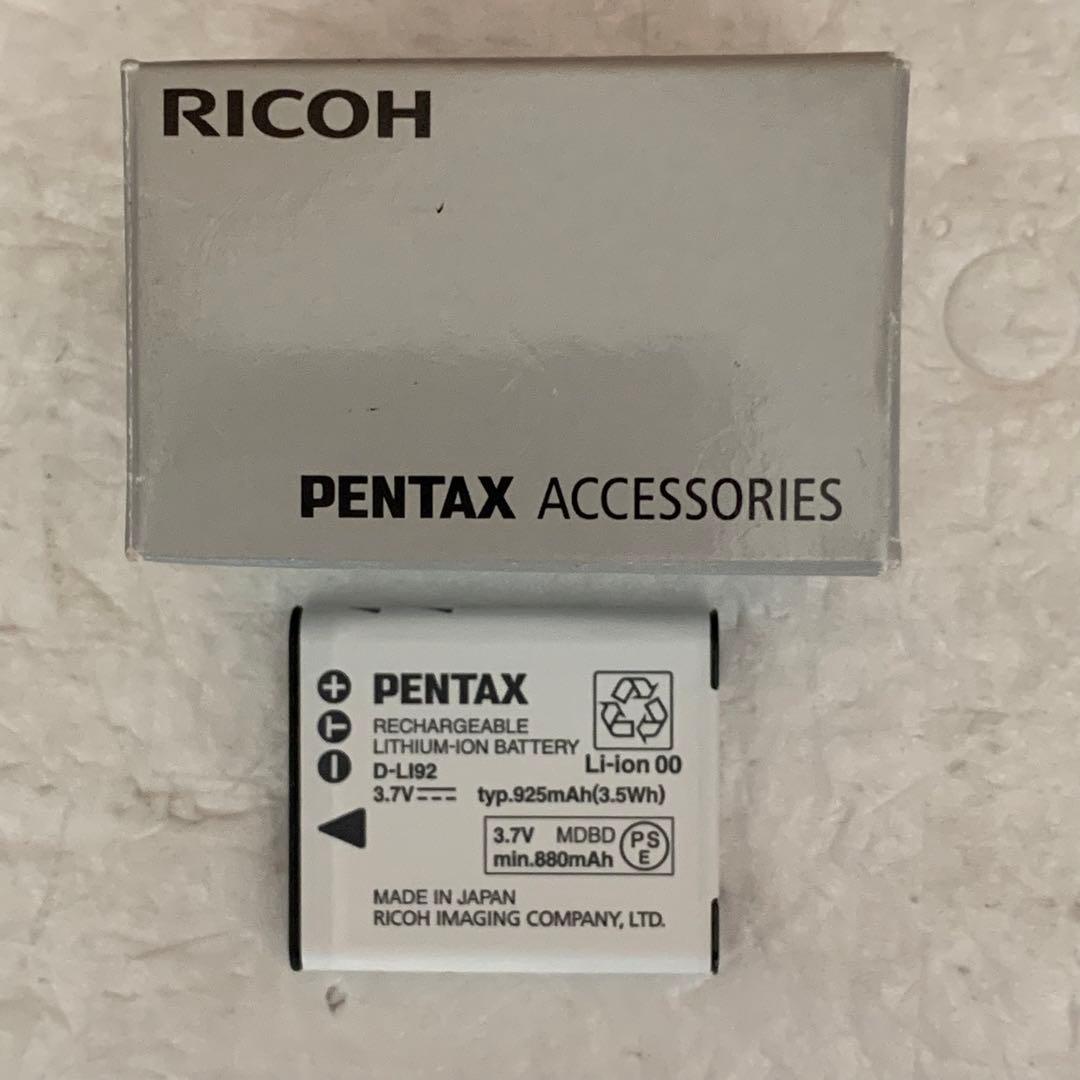 RICOH
PENTAX ACCESSORIES
PENTAX
RECHARGEABLE
LITHIUM-ION BATTERY
D-LI92
Li-ion 00
3.7V typ.925mAh(3.5Wh)
3.7V MDBD
min.880mAh
PS
E
MADE IN JAPAN
RICOH IMAGING COMPANY, LTD.